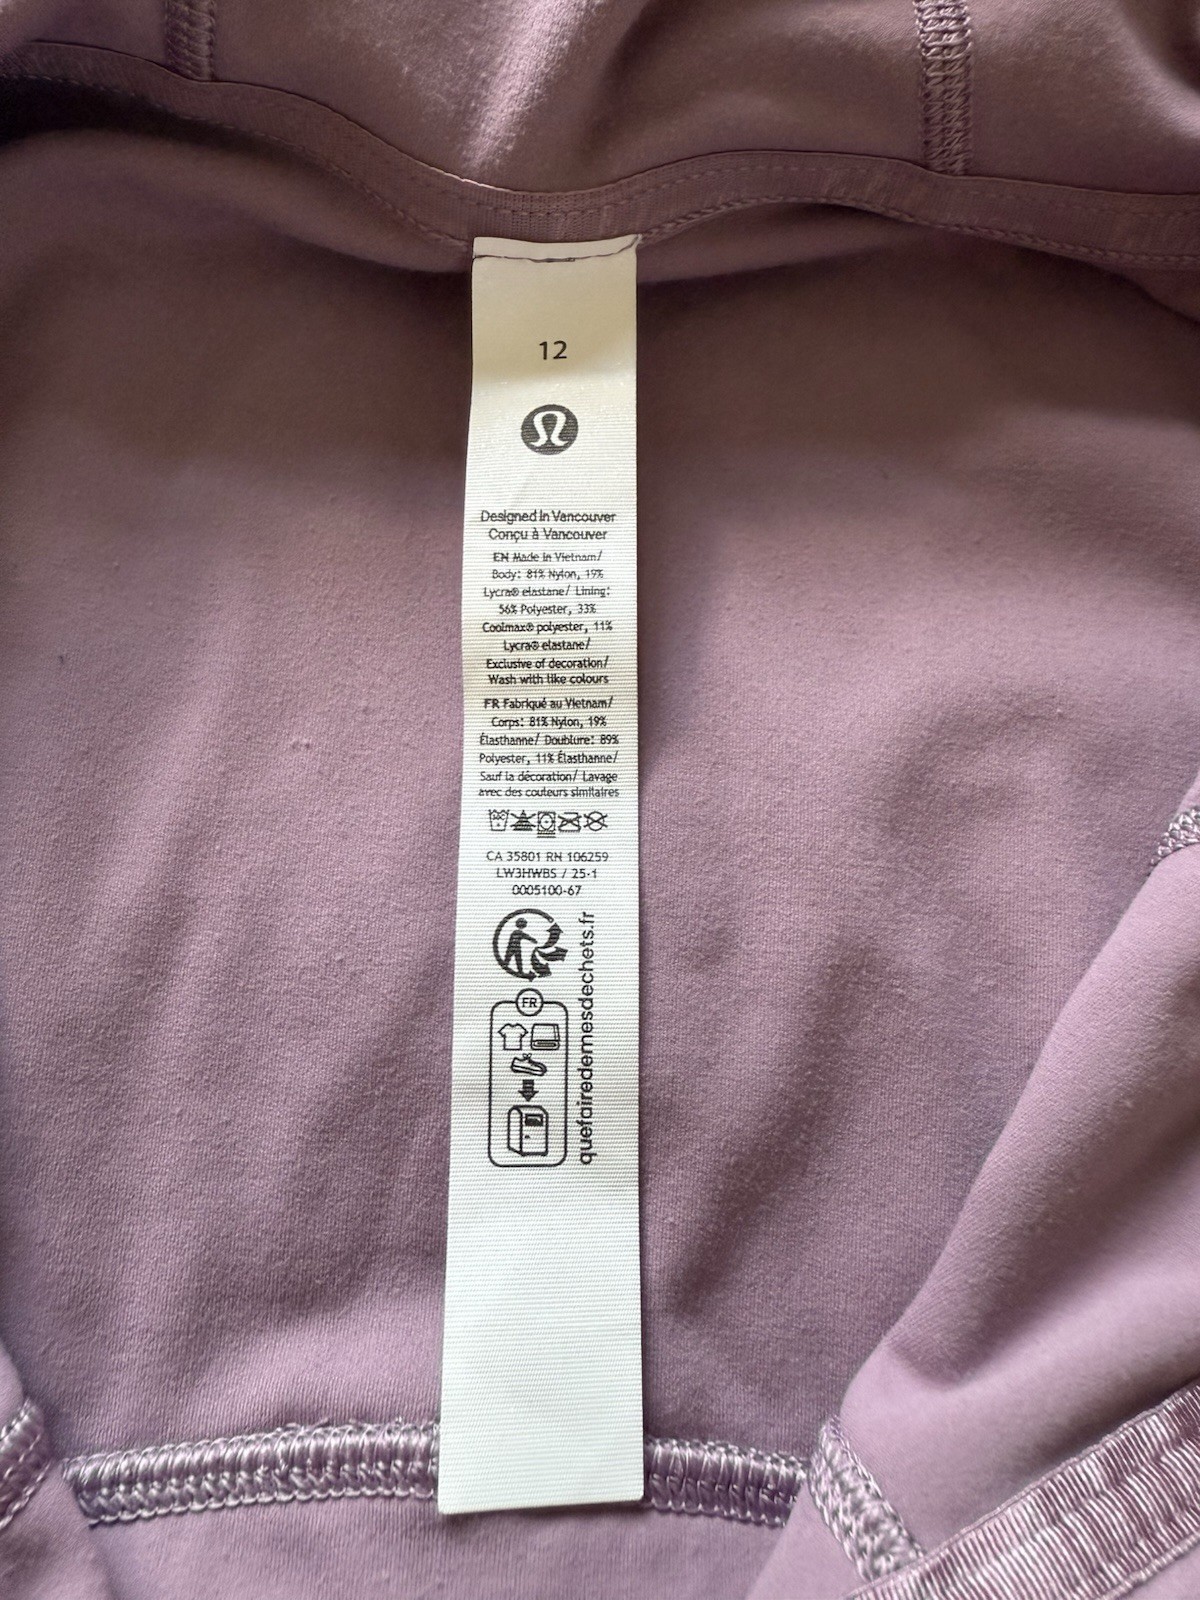 12
Designed in Vancouver
Conçu à Vancouver
EN Made in Vietnam/
Body: 81% Nylon, 19%
Lycra® elastane/ Lining:
56% Polyester, 33%
Coolmax® polyester, 11%
Lycra® elastane/
Exclusive of decoration/
Wash with like colours
FR Fabriqué au Vietnam/
Corps: 81% Nylon, 19%
Élasthanne/ Doublure: 89%
Polyester, 11% Élasthanne/
Sauf la décoration/ Lavage
avec des couleurs similaires
CA 35801 RN 106259
LW3HWBS / 25-1
0005100-67
FR
quefairedemesdechets.fr